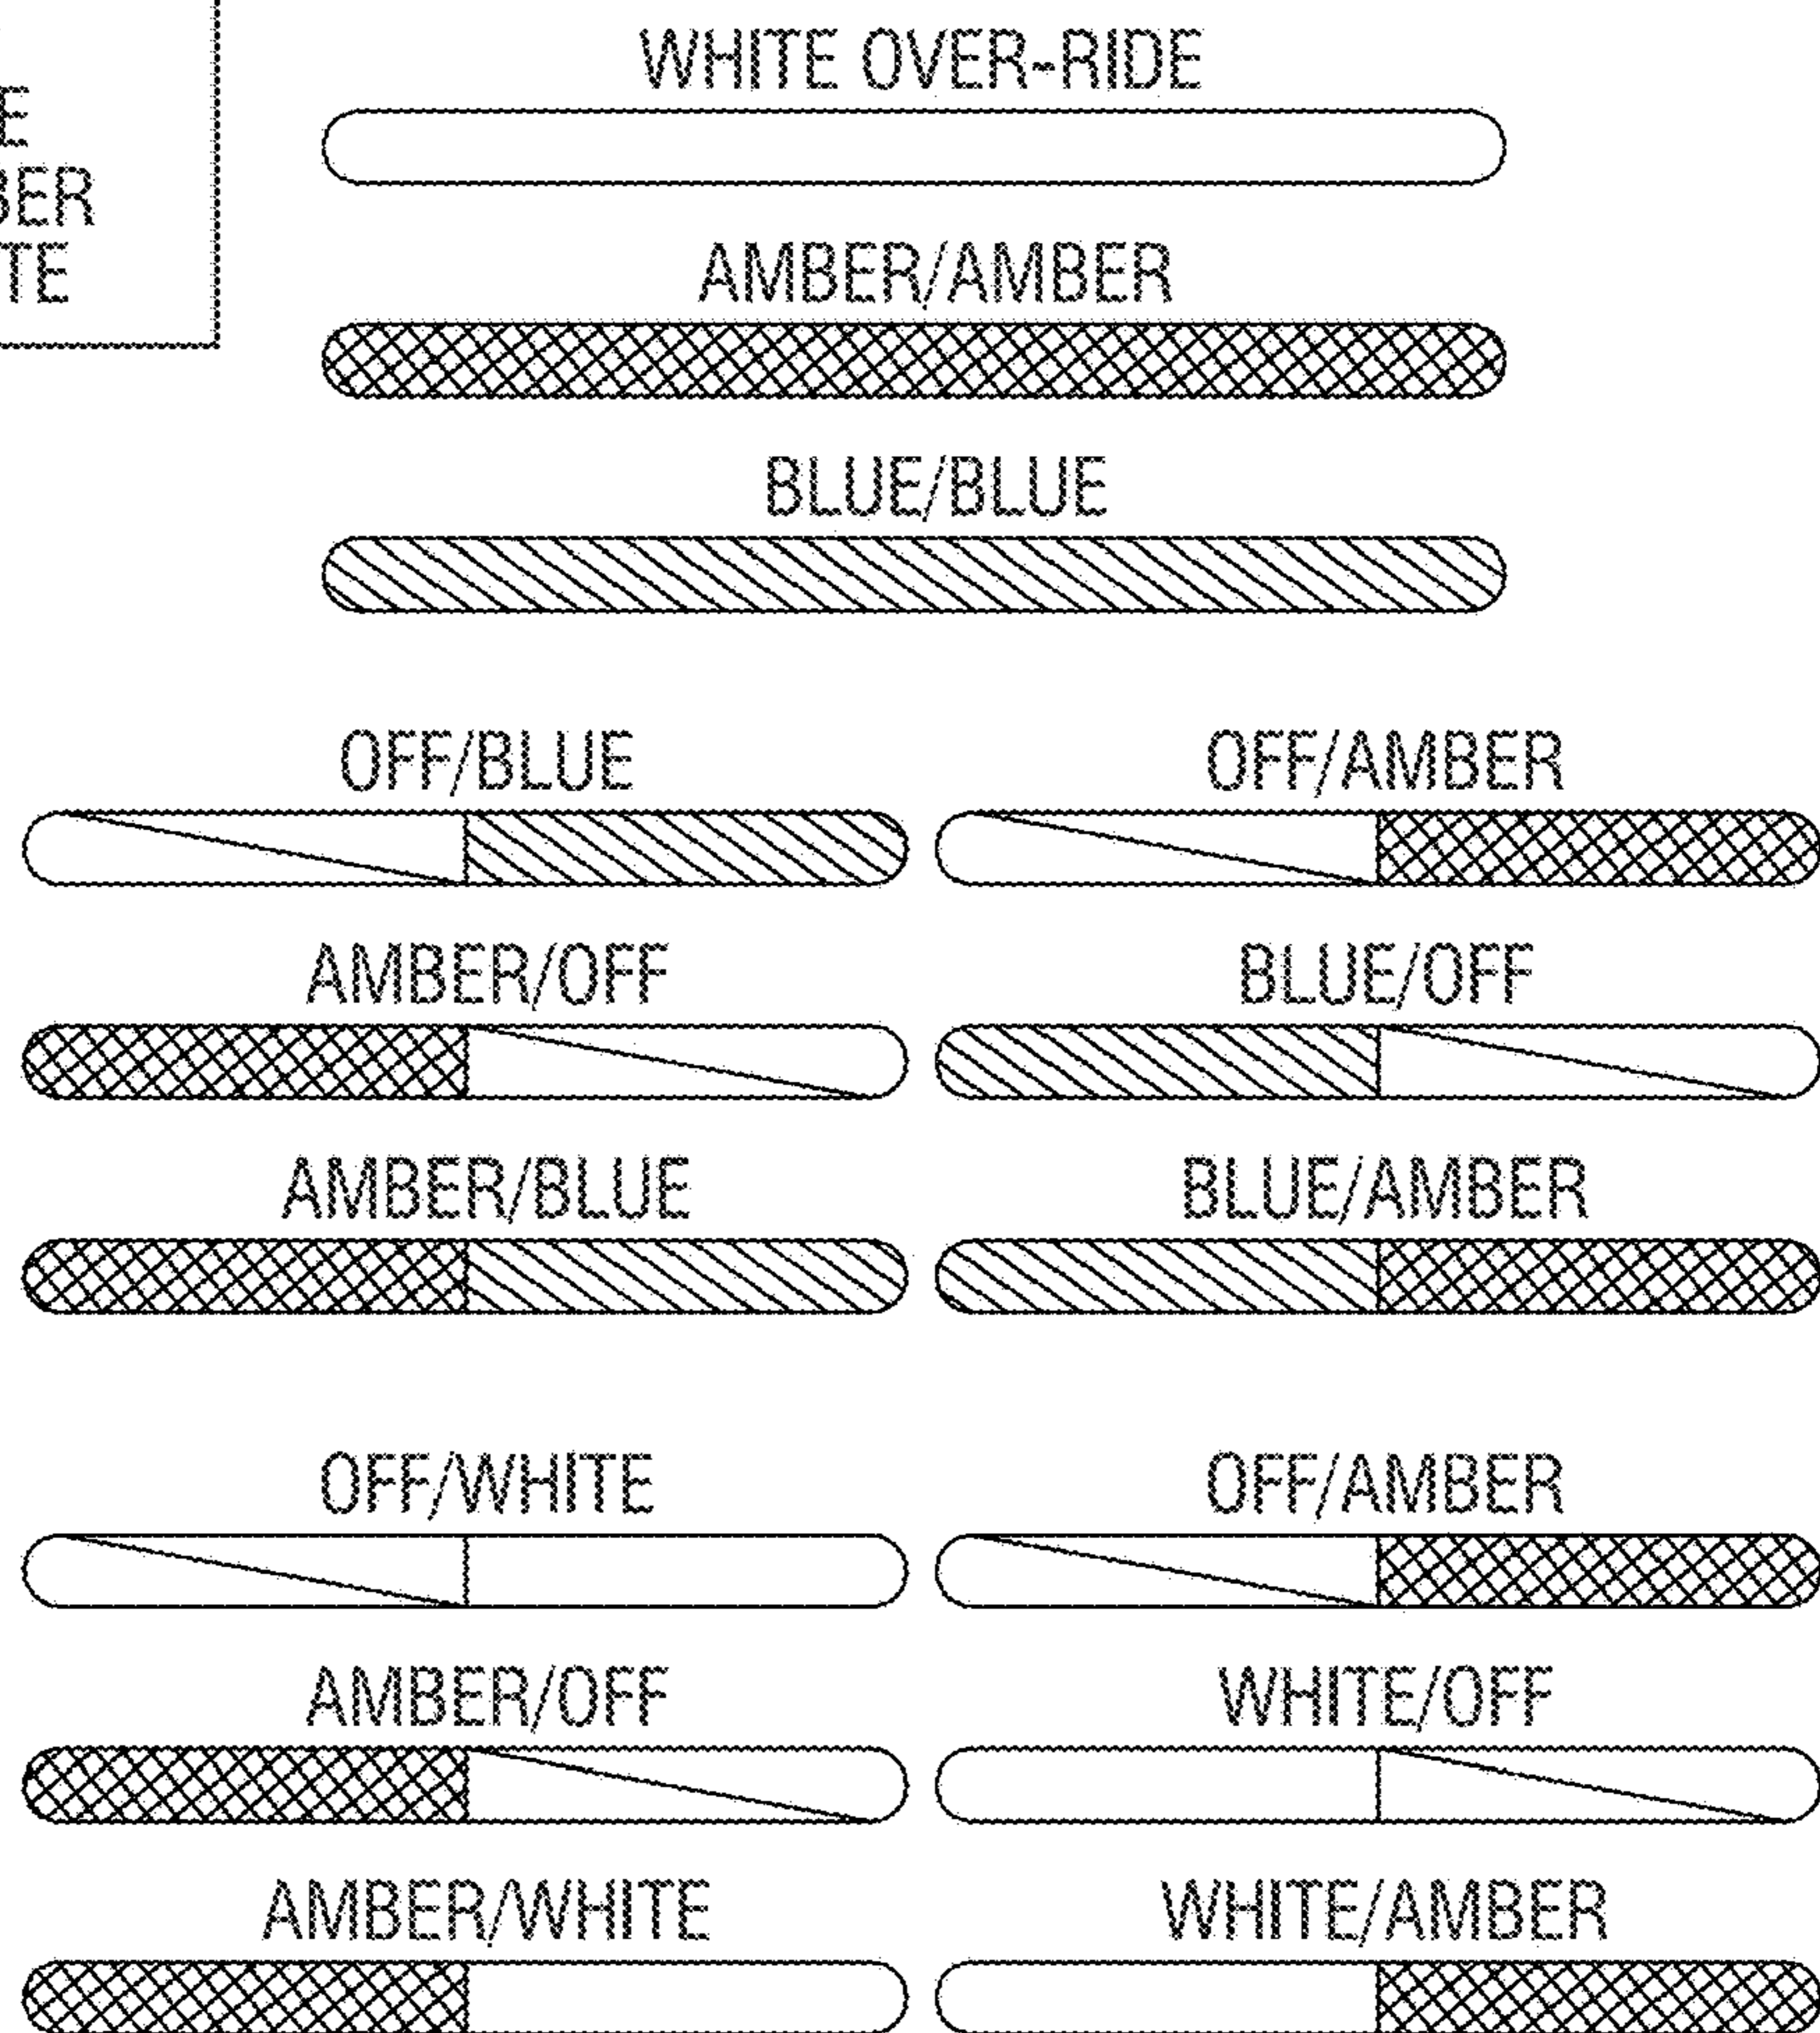 WHITE OVER-RIDE
AMBER/AMBER
BLUE/BLUE
OFF/BLUE OFF/AMBER
AMBER/OFF BLUE/OFF
AMBER/BLUE BLUE/AMBER
OFF/WHITE OFF/AMBER
AMBER/OFF WHITE/OFF
AMBER/WHITE WHITE/AMBER